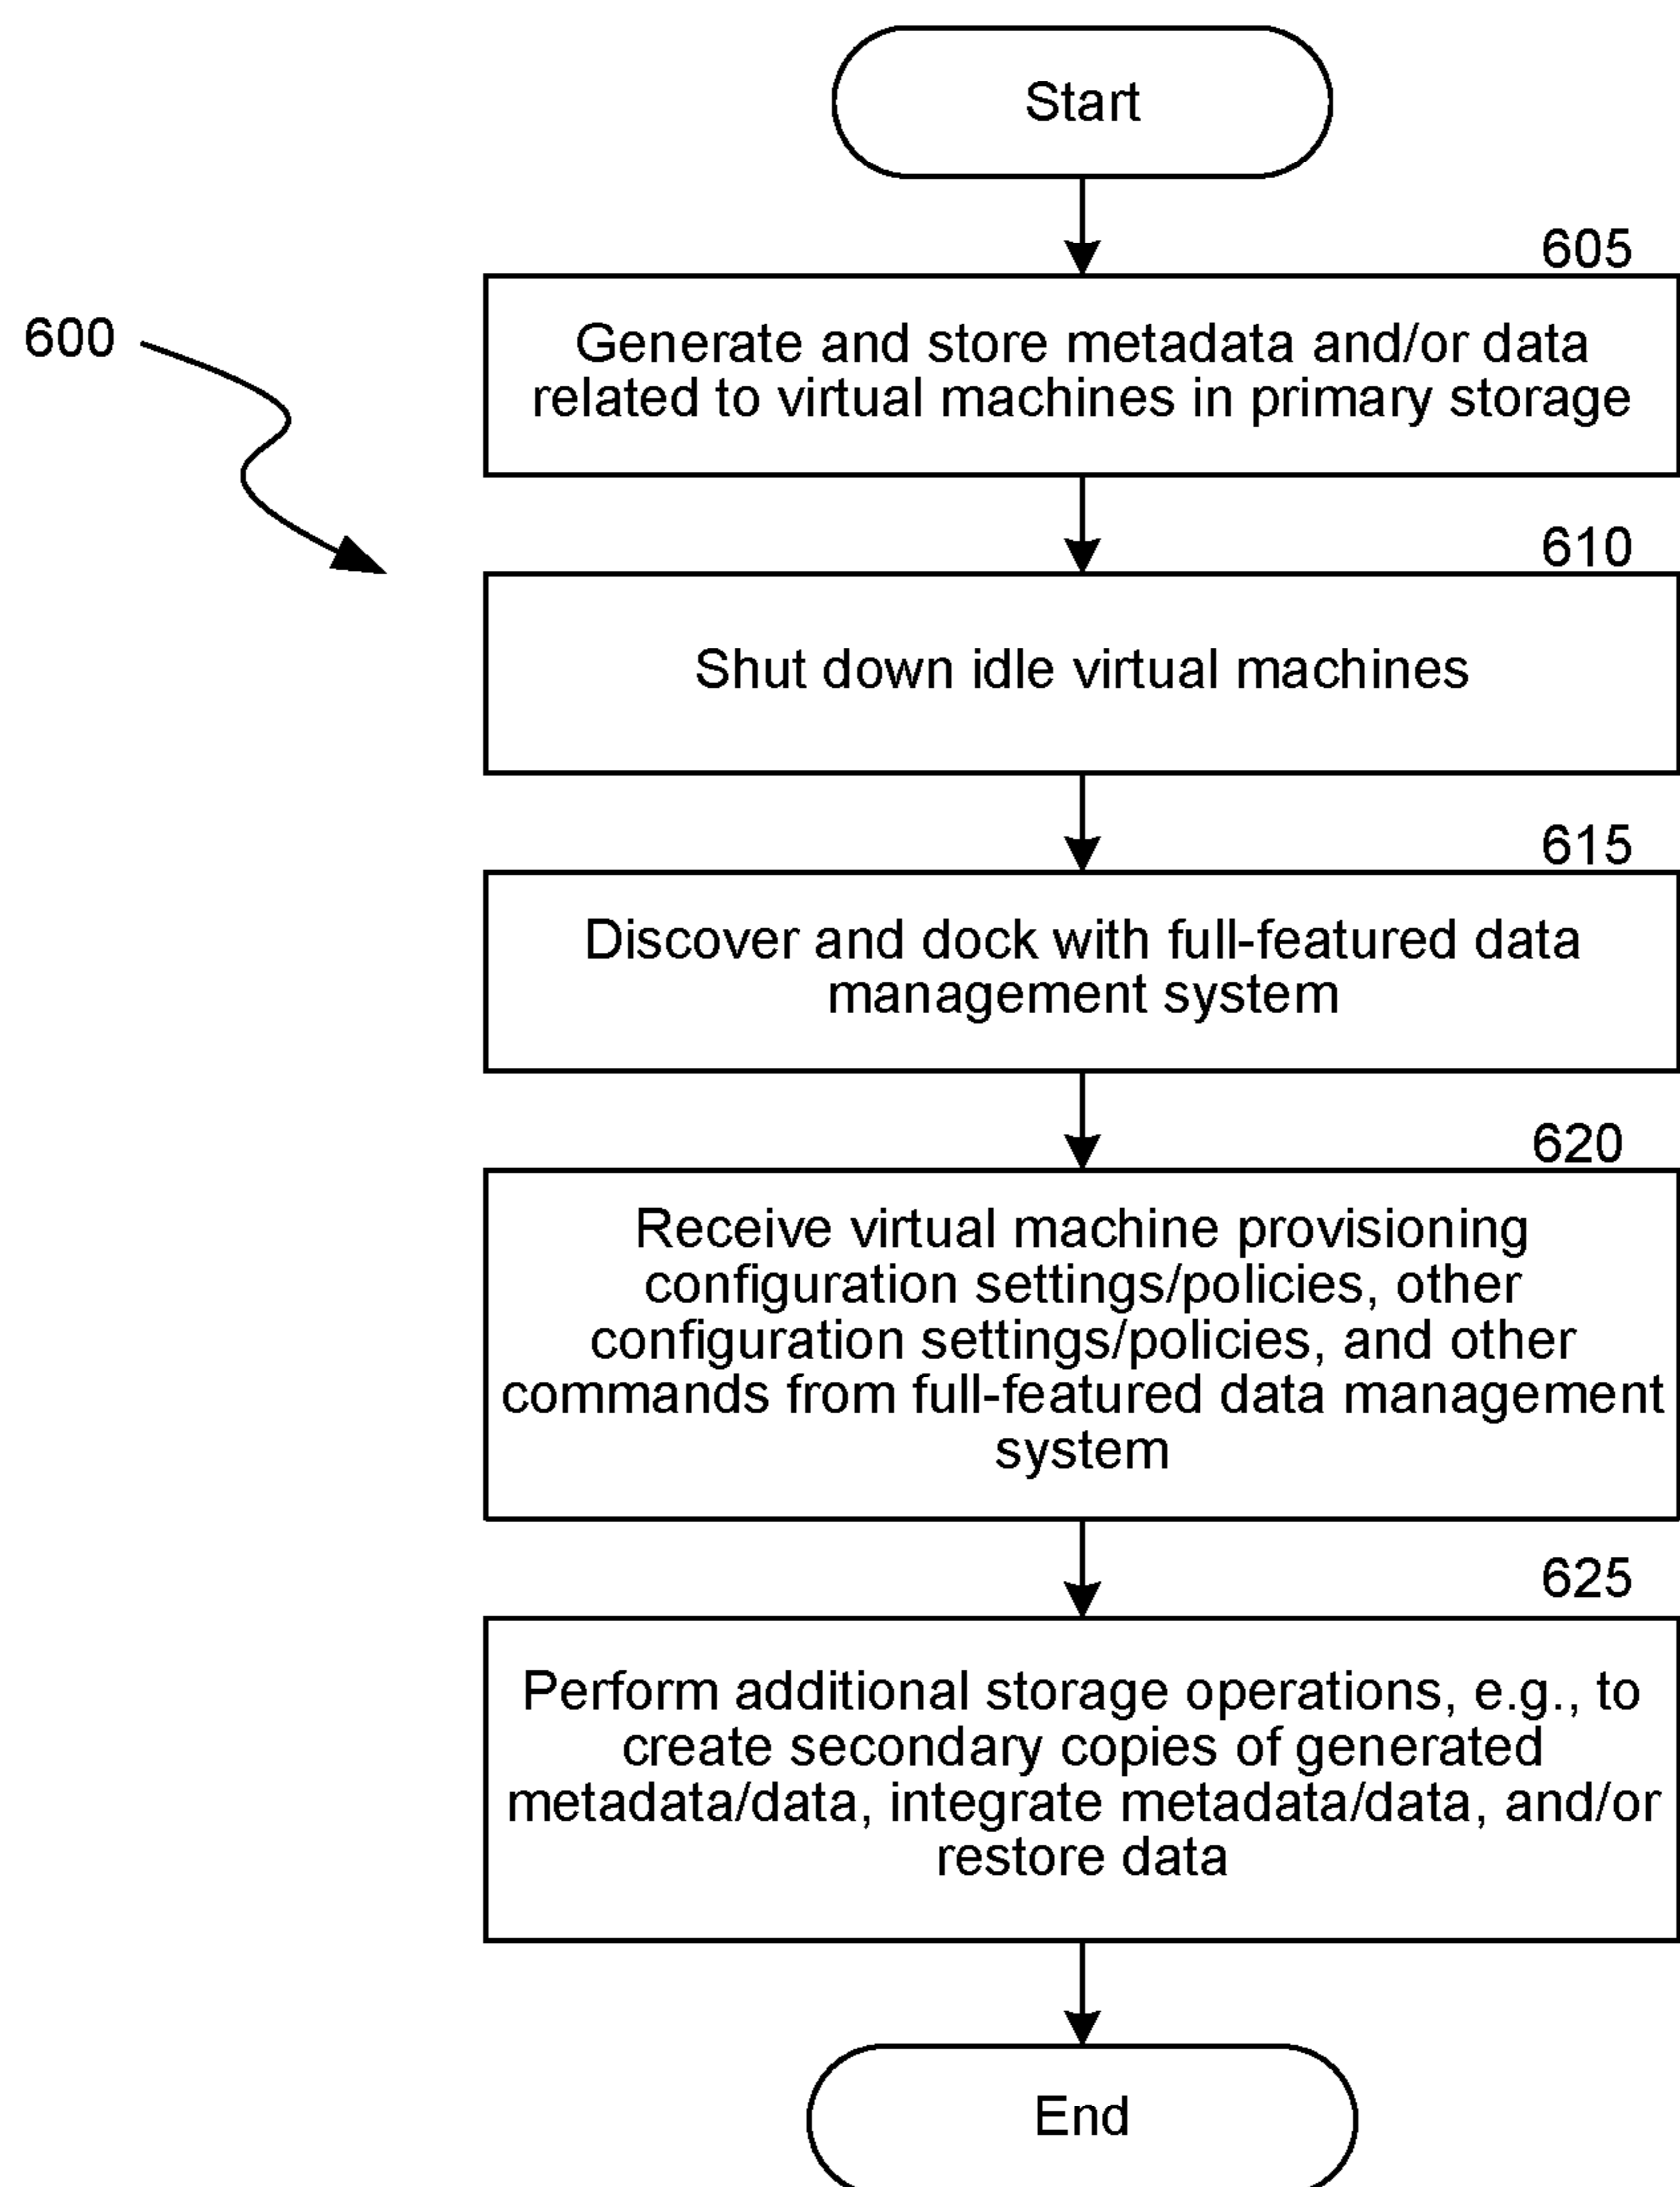 Start
605
600
Generate and store metadata and/or data
related to virtual machines in primary storage
610
Shut down idle virtual machines
615
Discover and dock with full-featured data
management system
620
Receive virtual machine provisioning
configuration settings/policies, other
configuration settings/policies, and other
commands from full-featured data management
system
625
Perform additional storage operations, e.g., to
create secondary copies of generated
metadata/data, integrate metadata/data, and/or
restore data
End